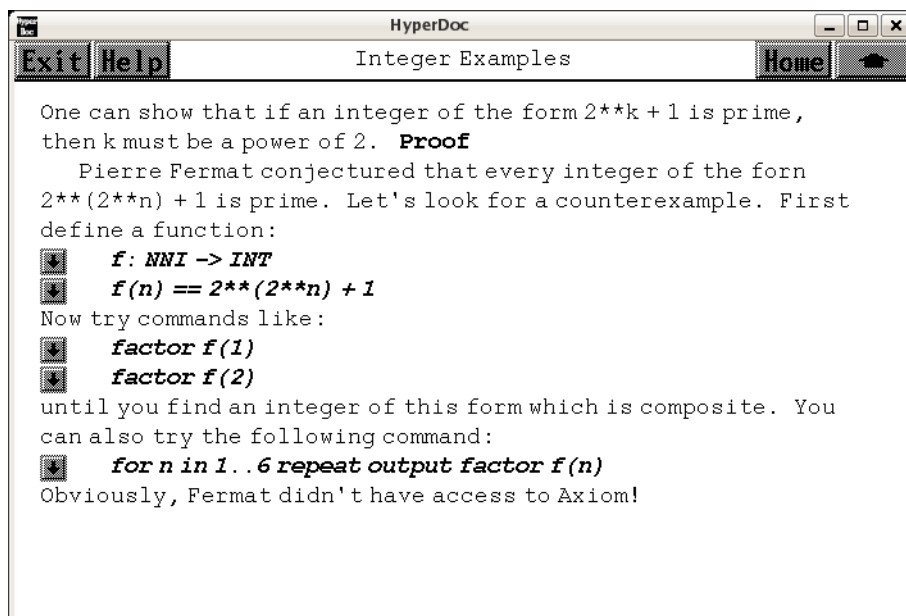 Hyper Doc
HyperDoc
Exit Help Integer Examples Home
One can show that if an integer of the form 2**k + 1 is prime,
then k must be a power of 2. Proof
Pierre Fermat conjectured that every integer of the forn
2**(2**n) + 1 is prime. Let's look for a counterexample. First
define a function:
f: NNI -> INT
f(n) == 2**(2**n) + 1
Now try commands like:
factor f(1)
factor f(2)
until you find an integer of this form which is composite. You
can also try the following command:
for n in 1..6 repeat output factor f(n)
Obviously, Fermat didn't have access to Axiom!